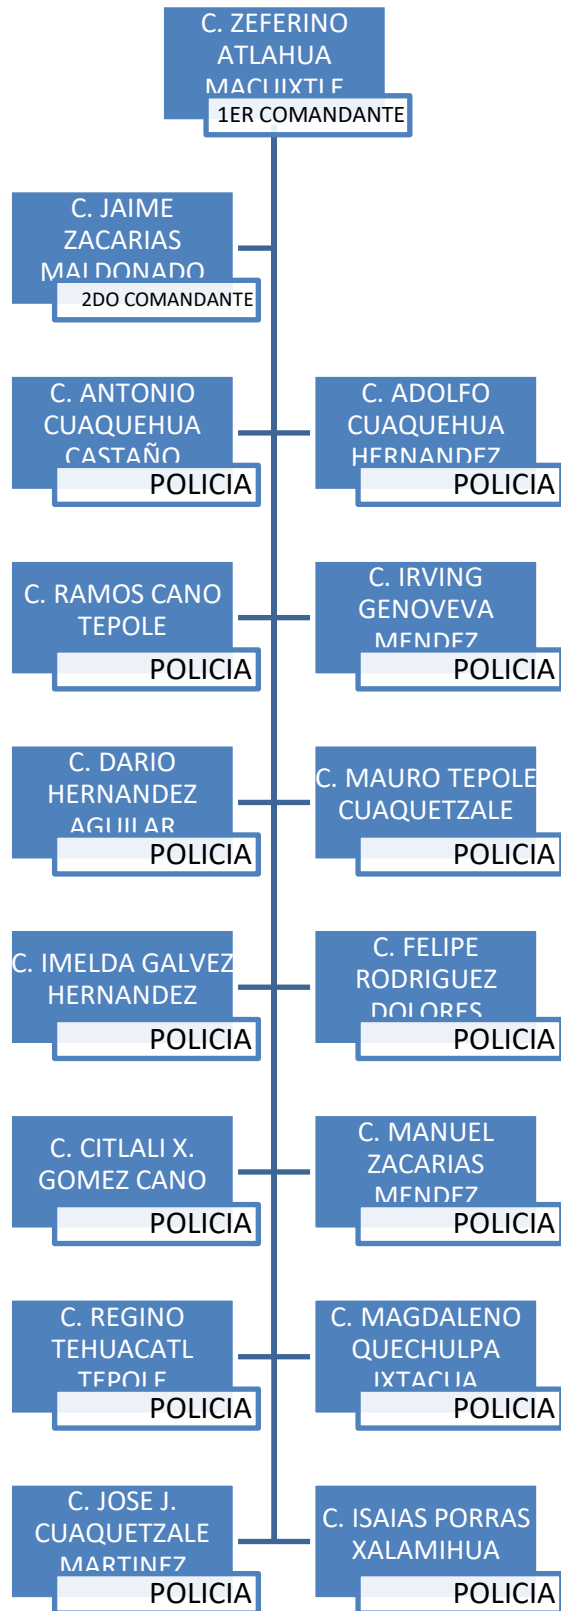 C. ZEFERINO
ATLAHUA
MACUIXTLE
1ER COMANDANTE
C. JAIME
ZACARIAS
MALDONADO
2DO COMANDANTE
C. ANTONIO
CUAQUEHUA
CASTAÑO
POLICIA
C. ADOLFO
CUAQUEHUA
HERNANDEZ
POLICIA
C. RAMOS CANO
TEPOLE
POLICIA
C. IRVING
GENOVEVA
MENDEZ
POLICIA
C. DARIO
HERNANDEZ
AGUILAR
POLICIA
C. MAURO TEPOLE
CUAQUETZALE
POLICIA
C. IMELDA GALVEZ
HERNANDEZ
POLICIA
C. FELIPE
RODRIGUEZ
DOLORES
POLICIA
C. CITLALI X.
GOMEZ CANO
POLICIA
C. MANUEL
ZACARIAS
MENDEZ
POLICIA
C. REGINO
TEHUACATL
TEPOLE
POLICIA
C. MAGDALENO
QUECHULPA
IXTACUA
POLICIA
C. JOSE J.
CUAQUETZALE
MARTINEZ
POLICIA
C. ISAIAS PORRAS
XALAMIHUA
POLICIA